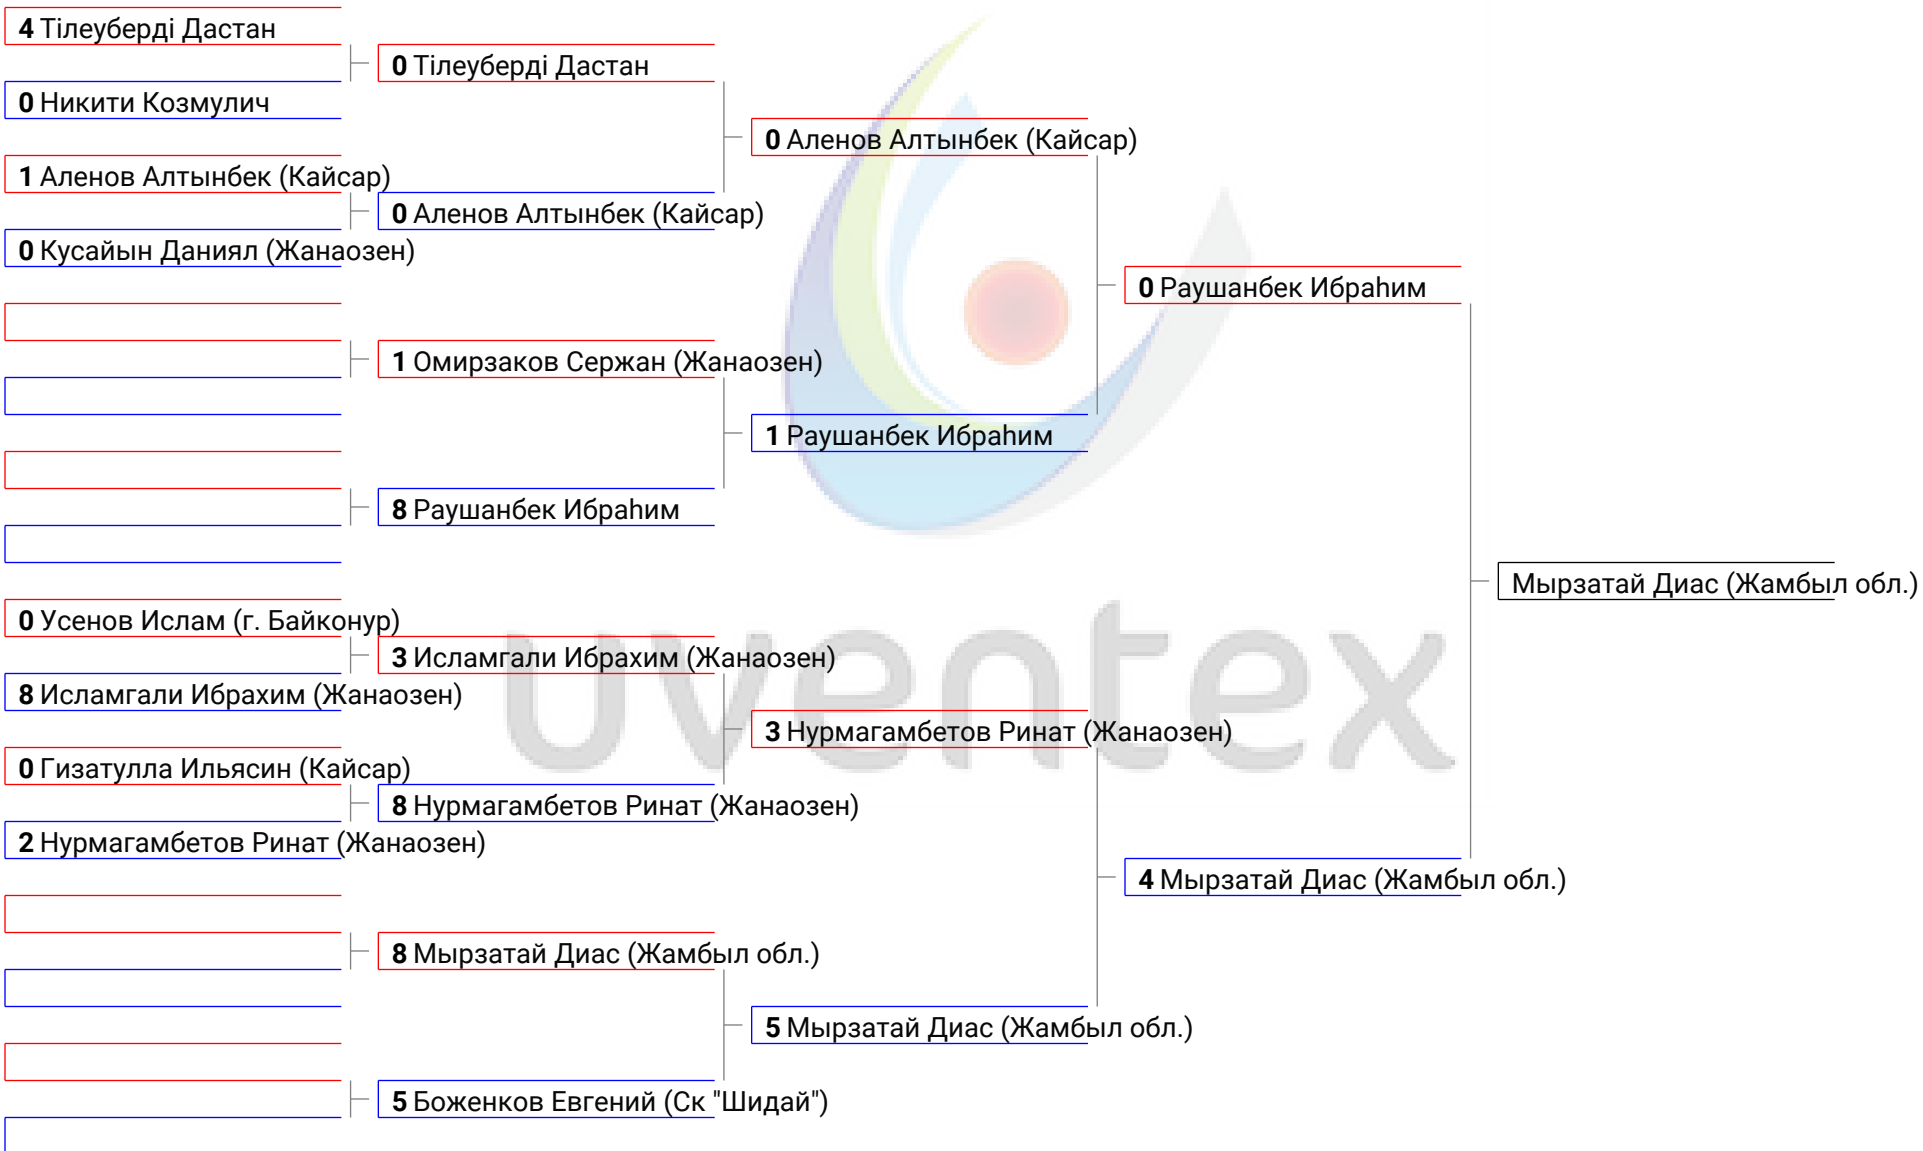 4 Тілеуберді Дастан
0 Никити Козмулич
1 Аленов Алтынбек (Кайсар)
0 Кусайын Даниял (Жанаозен)
0 Усенов Ислам (г. Байконур)
8 Исламгали Ибрахим (Жанаозен)
0 Гизатулла Ильясин (Кайсар)
2 Нурмагамбетов Ринат (Жанаозен)
0 Тілеуберді Дастан
0 Аленов Алтынбек (Кайсар)
1 Омирзаков Сержан (Жанаозен)
8 Раушанбек Ибраһим
3 Исламгали Ибрахим (Жанаозен)
8 Нурмагамбетов Ринат (Жанаозен)
8 Мырзатай Диас (Жамбыл обл.)
5 Боженков Евгений (Ск "Шидай")
0 Аленов Алтынбек (Кайсар)
1 Раушанбек Ибраһим
3 Нурмагамбетов Ринат (Жанаозен)
5 Мырзатай Диас (Жамбыл обл.)
0 Раушанбек Ибраһим
4 Мырзатай Диас (Жамбыл обл.)
Мырзатай Диас (Жамбыл обл.)
uventex